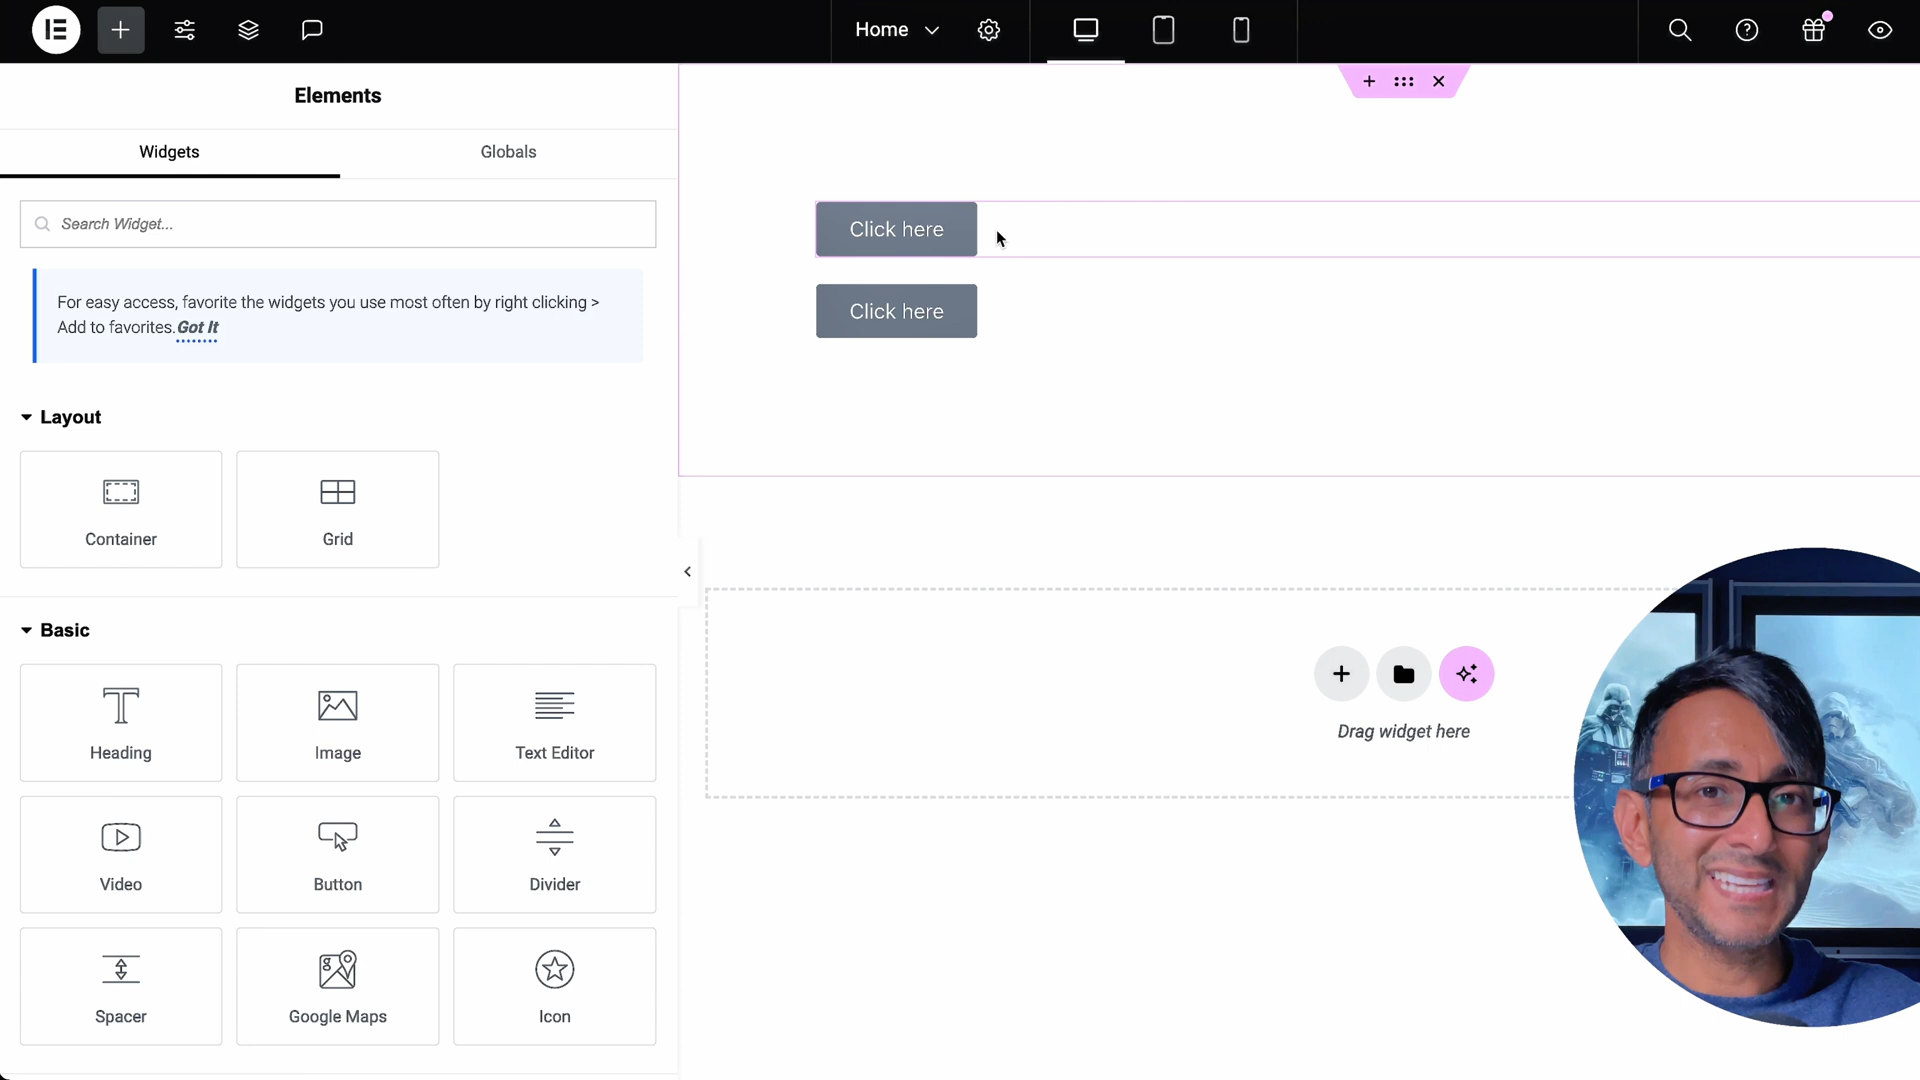 Home
Elements
Widgets
Globals
Search Widget...
Click here
For easy access, favorite the widgets you use most often by right clicking >
Add to favorites. Got It
Click here
Layout
Container
Grid
Basic
Heading
Image
Text Editor
Drag widget here
Video
Button
Divider
Spacer
Google Maps
Icon